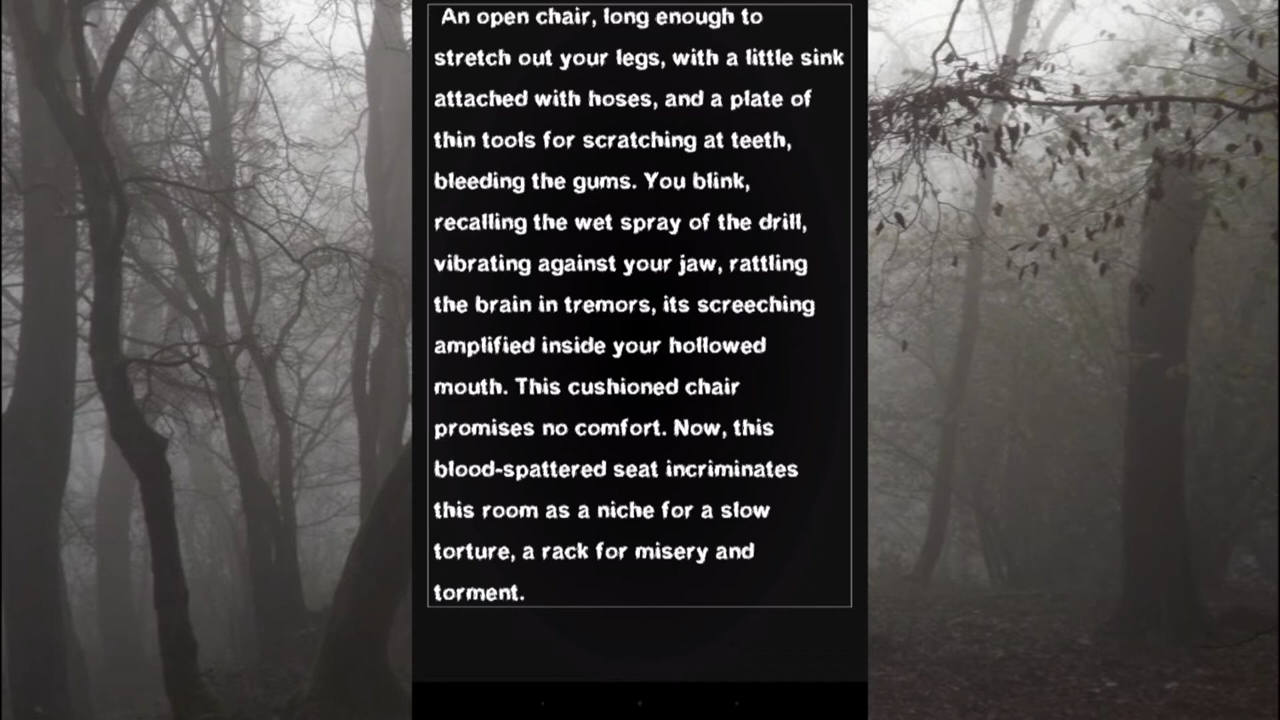 An open chair, long enough to
stretch out your legs, with a little sink
attached with hoses, and a plate of
thin tools for scratching at teeth,
bleeding the gums. You blink,
recalling the wet spray of the drill,
vibrating against your jaw, rattling
the brain in tremors, its screeching
amplified inside your hollowed
mouth. This cushioned chair
promises no comfort. Now, this
blood-spattered seat incriminates
this room as a niche for a slow
torture, a rack for misery and
torment.